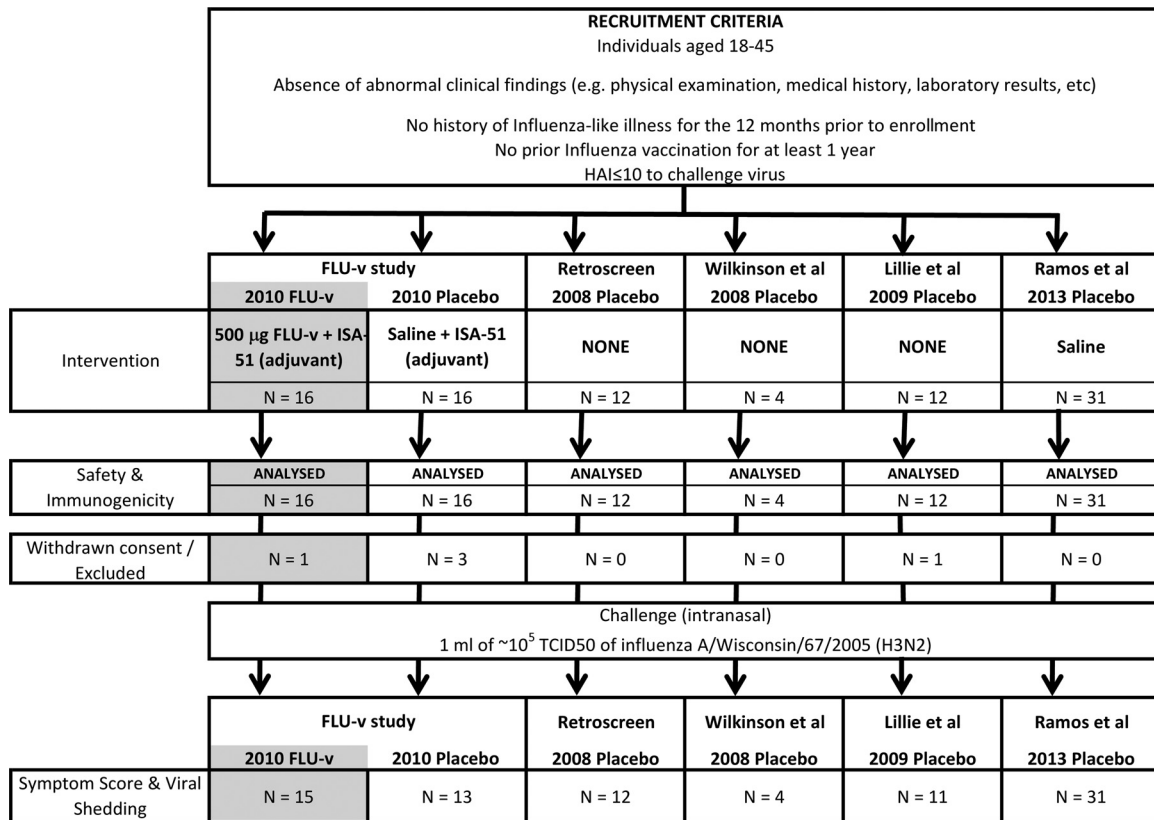 RECRUITMENT CRITERIA
Individuals aged 18-45
Absence of abnormal clinical findings (e.g. physical examination, medical history, laboratory results, etc)
No history of Influenza-like illness for the 12 months prior to enrollment
No prior Influenza vaccination for at least 1 year
HAI≤10 to challenge virus
FLU-v study Retroscreen Wilkinson et al Lillie et al Ramos et al
2010 FLU-v 2010 Placebo 2008 Placebo 2008 Placebo 2009 Placebo 2013 Placebo
Intervention
500 µg FLU-v + ISA-
51 (adjuvant)
Saline + ISA-51
(adjuvant)
NONE NONE NONE Saline
N = 16 N = 16 N = 12 N = 4 N = 12 N = 31
Safety &
Immunogenicity
ANALYSED ANALYSED ANALYSED ANALYSED ANALYSED ANALYSED
N = 16 N = 16 N = 12 N = 4 N = 12 N = 31
Withdrawn consent /
Excluded
N = 1 N = 3 N = 0 N = 0 N = 1 N = 0
Challenge (intranasal)
1 ml of ~10⁵ TCID50 of influenza A/Wisconsin/67/2005 (H3N2)
FLU-v study Retroscreen Wilkinson et al Lillie et al Ramos et al
2010 FLU-v 2010 Placebo 2008 Placebo 2008 Placebo 2009 Placebo 2013 Placebo
Symptom Score & Viral
Shedding
N = 15 N = 13 N = 12 N = 4 N = 11 N = 31